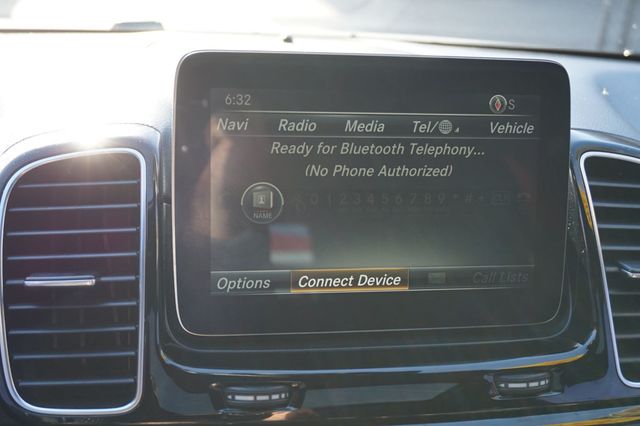 6:32 S
Navi Radio Media Tel/ Vehicle
Ready for Bluetooth Telephony...
(No Phone Authorized)
NAME 0 1 2 3 4 5 6 7 8 9 * # +
Options Connect Device Call Lists